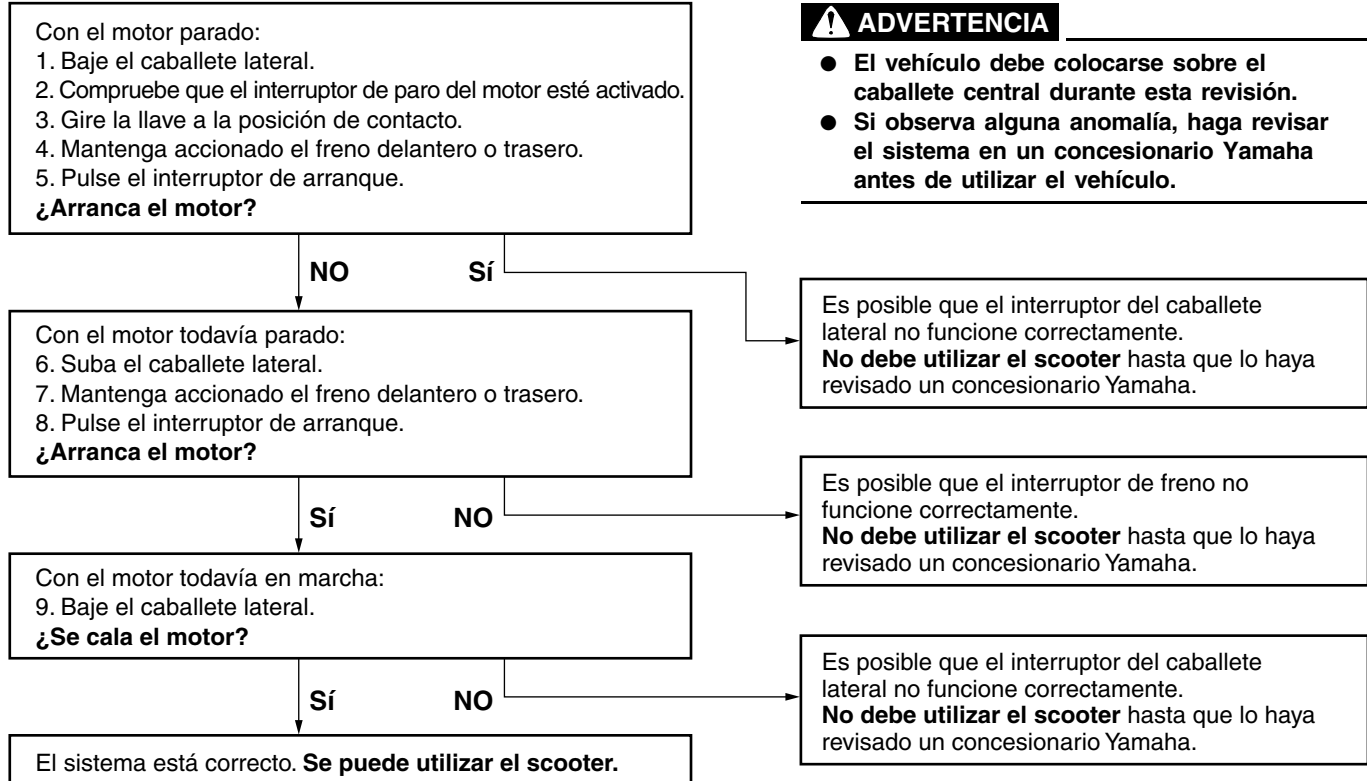 Con el motor parado:
1. Baje el caballete lateral.
2. Compruebe que el interruptor de paro del motor esté activado.
3. Gire la llave a la posición de contacto.
4. Mantenga accionado el freno delantero o trasero.
5. Pulse el interruptor de arranque.
¿Arranca el motor?
ADVERTENCIA
● El vehículo debe colocarse sobre el
caballete central durante esta revisión.
● Si observa alguna anomalía, haga revisar
el sistema en un concesionario Yamaha
antes de utilizar el vehículo.
NO Sí
Es posible que el interruptor del caballete
lateral no funcione correctamente.
No debe utilizar el scooter hasta que lo haya
revisado un concesionario Yamaha.
Con el motor todavía parado:
6. Suba el caballete lateral.
7. Mantenga accionado el freno delantero o trasero.
8. Pulse el interruptor de arranque.
¿Arranca el motor?
Sí NO
Es posible que el interruptor de freno no
funcione correctamente.
No debe utilizar el scooter hasta que lo haya
revisado un concesionario Yamaha.
Con el motor todavía en marcha:
9. Baje el caballete lateral.
¿Se cala el motor?
Sí NO
Es posible que el interruptor del caballete
lateral no funcione correctamente.
No debe utilizar el scooter hasta que lo haya
revisado un concesionario Yamaha.
El sistema está correcto. Se puede utilizar el scooter.